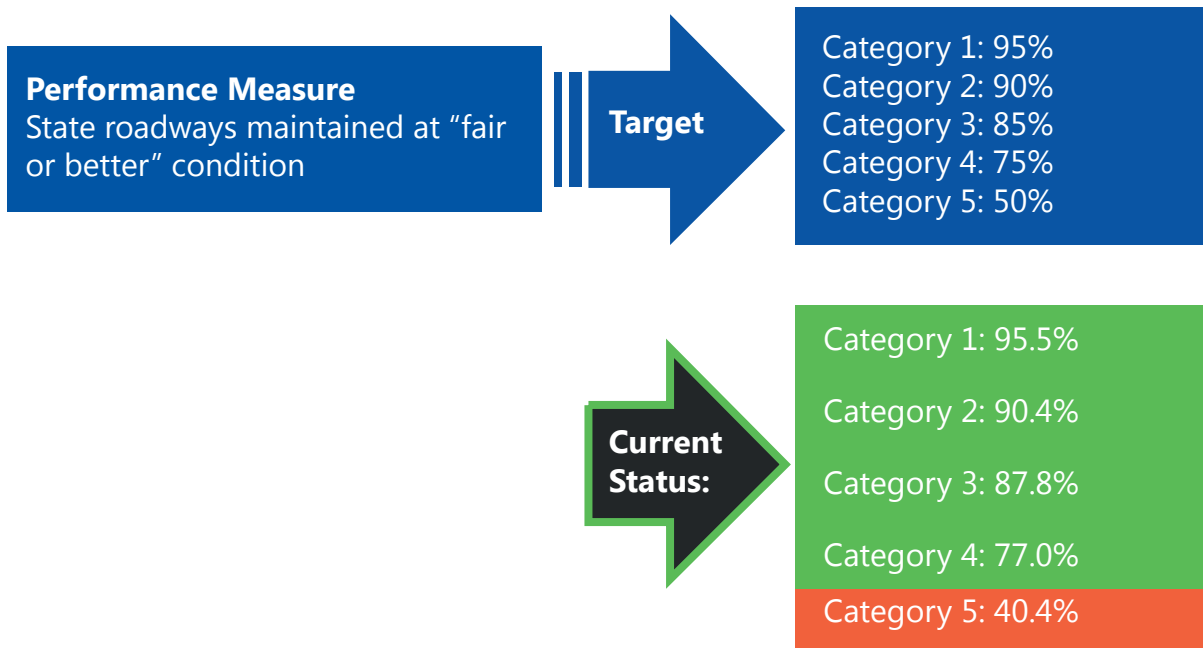 Performance Measure
State roadways maintained at “fair
or better” condition
Target
Category 1: 95%
Category 2: 90%
Category 3: 85%
Category 4: 75%
Category 5: 50%
Current
Status:
Category 1: 95.5%
Category 2: 90.4%
Category 3: 87.8%
Category 4: 77.0%
Category 5: 40.4%